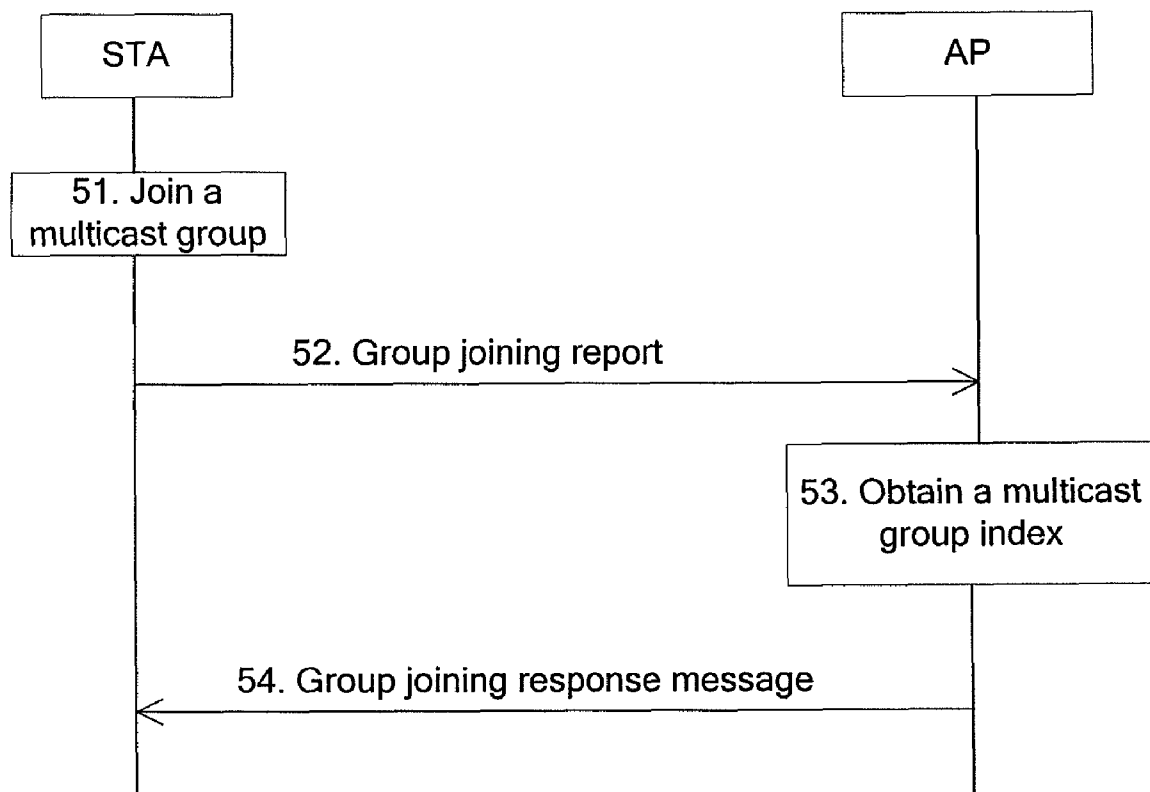 STA
AP
51. Join a
multicast group
52. Group joining report
53. Obtain a multicast
group index
54. Group joining response message